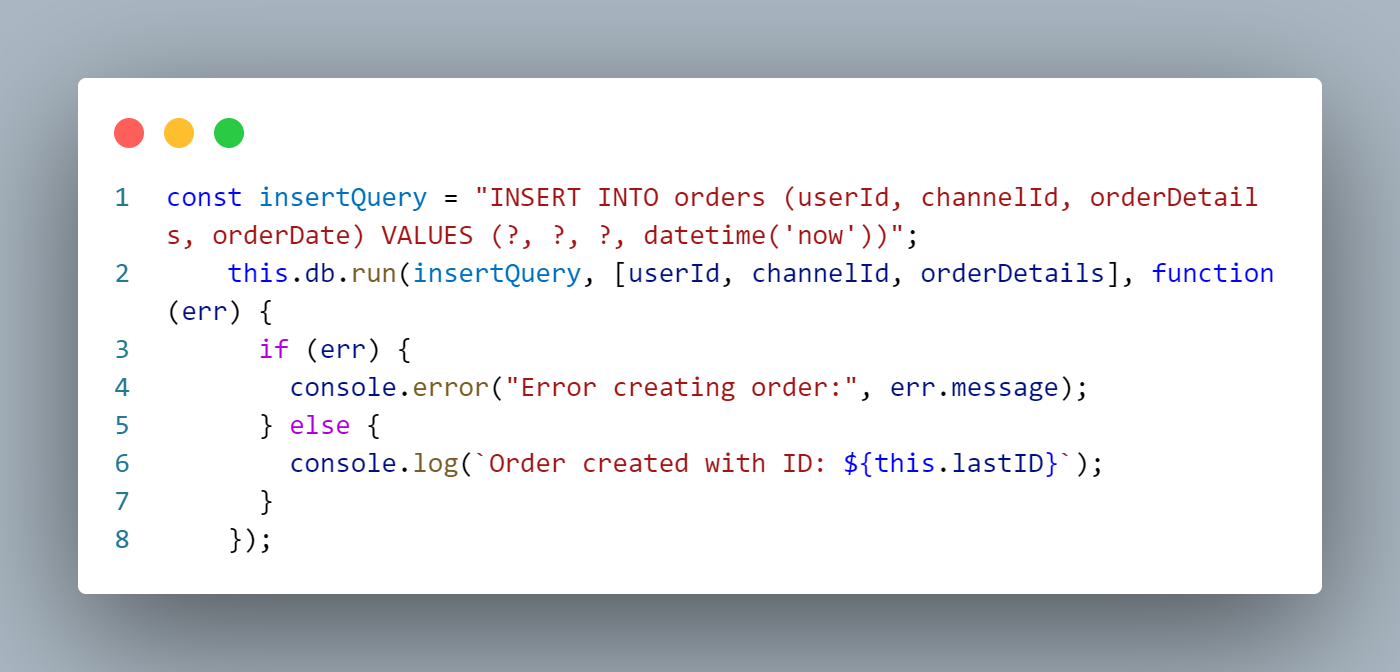 1 const insertQuery = "INSERT INTO orders (userId, channelId, orderDetail
s, orderDate) VALUES (?, ?, ?, datetime('now'))";
2     this.db.run(insertQuery, [userId, channelId, orderDetails], function
(err) {
3       if (err) {
4         console.error("Error creating order:", err.message);
5       } else {
6         console.log(`Order created with ID: ${this.lastID}`);
7       }
8     });